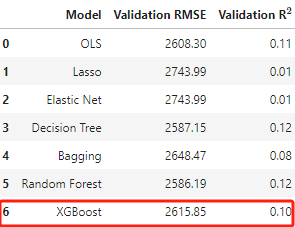 Model Validation RMSE Validation R²
0 OLS 2608.30 0.11
1 Lasso 2743.99 0.01
2 Elastic Net 2743.99 0.01
3 Decision Tree 2587.15 0.12
4 Bagging 2648.47 0.08
5 Random Forest 2586.19 0.12
6 XGBoost 2615.85 0.10